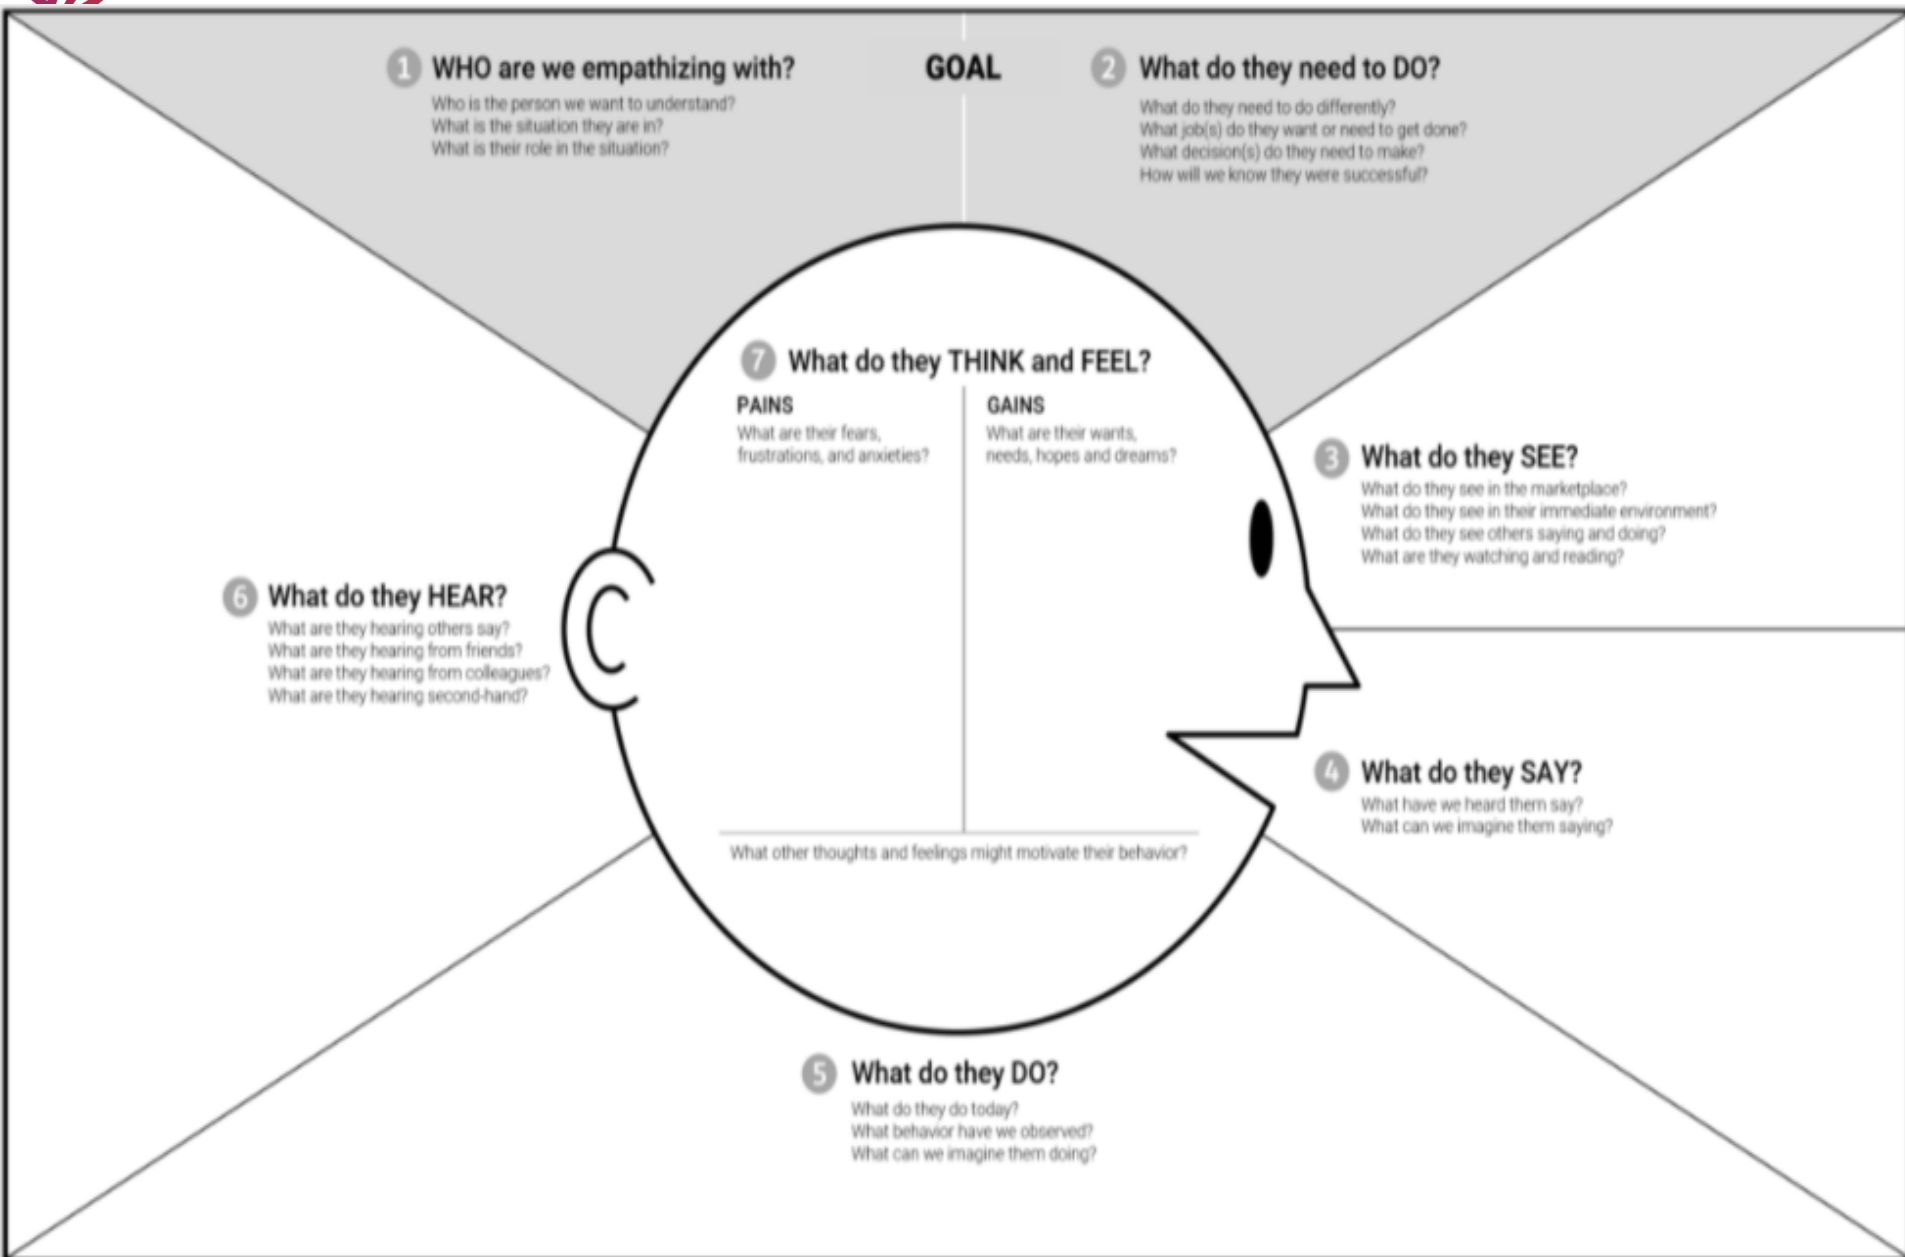 1 WHO are we empathizing with?
Who is the person we want to understand?
What is the situation they are in?
What is their role in the situation?
GOAL
2 What do they need to DO?
What do they need to do differently?
What job(s) do they want or need to get done?
What decision(s) do they need to make?
How will we know they were successful?
3 What do they SEE?
What do they see in the marketplace?
What do they see in their immediate environment?
What do they see others saying and doing?
What are they watching and reading?
4 What do they SAY?
What have we heard them say?
What can we imagine them saying?
5 What do they DO?
What do they do today?
What behavior have we observed?
What can we imagine them doing?
6 What do they HEAR?
What are they hearing others say?
What are they hearing from friends?
What are they hearing from colleagues?
What are they hearing second-hand?
7 What do they THINK and FEEL?
PAINS
What are their fears,
frustrations, and anxieties?
GAINS
What are their wants,
needs, hopes and dreams?
What other thoughts and feelings might motivate their behavior?